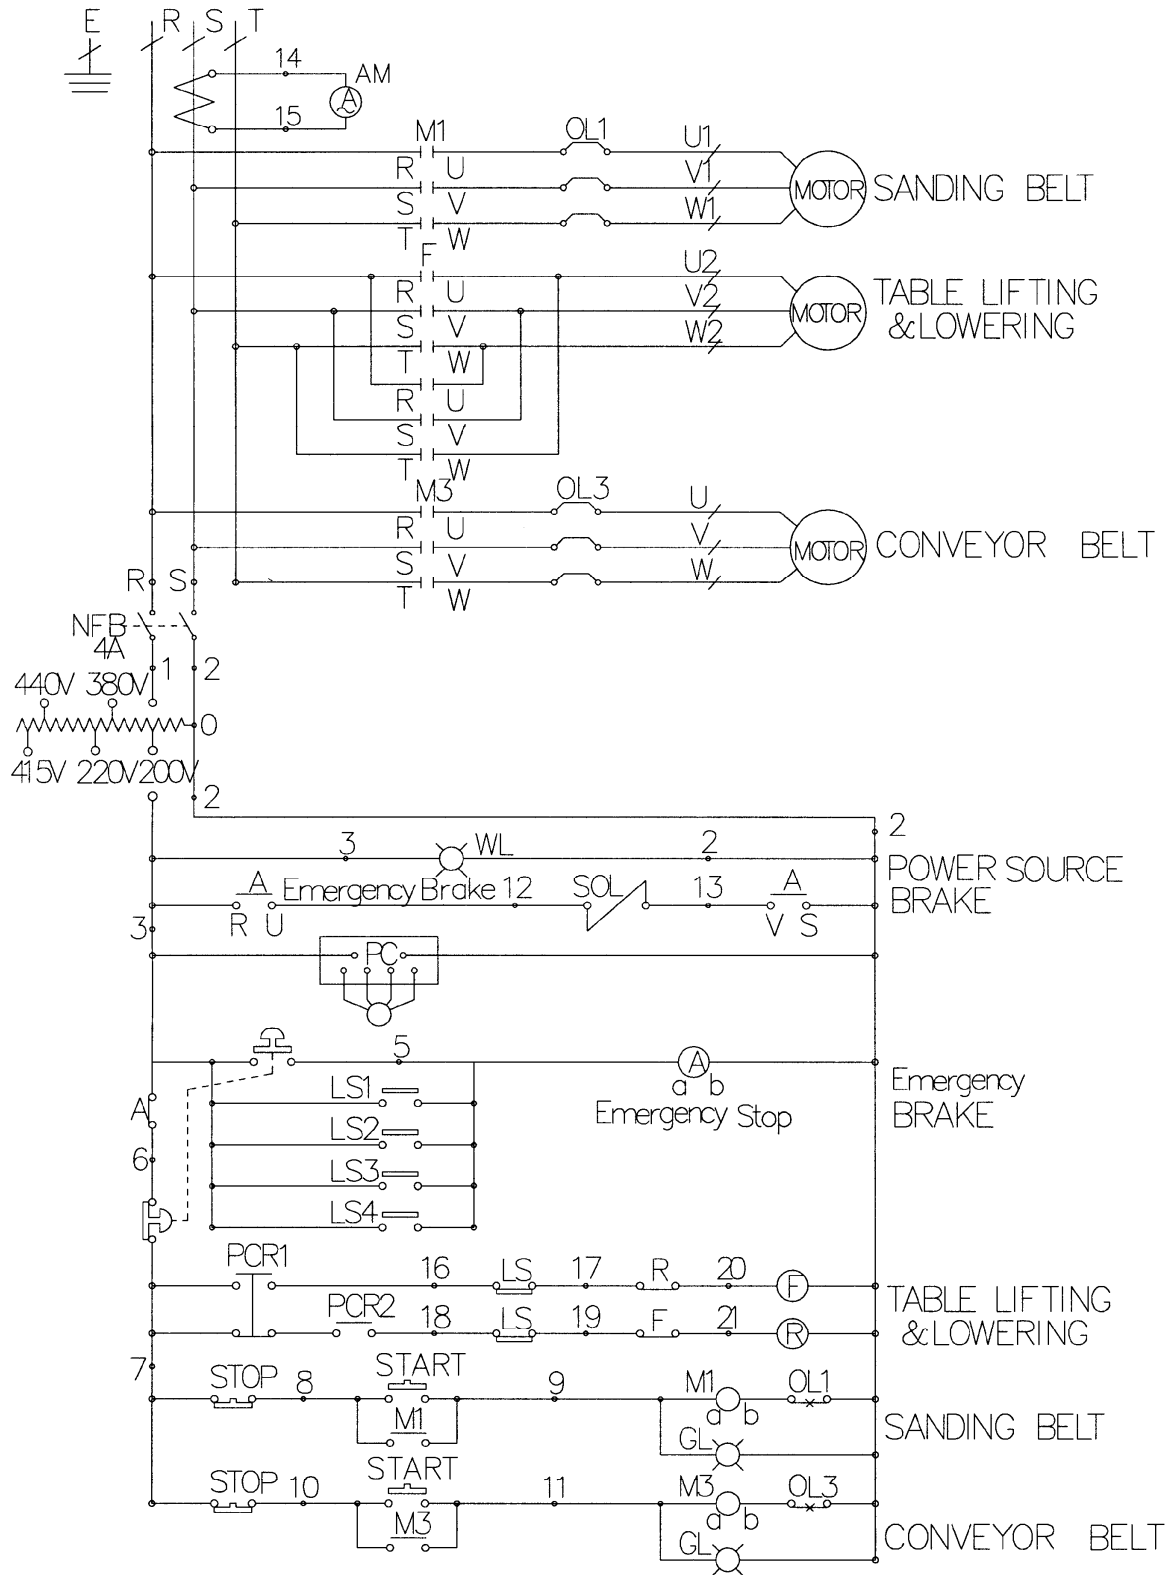 E R S T
14
AM
A
15
M1 OL1 U1
R U V1
MOTOR SANDING BELT
S V W1
T W
F U2
R U V2
MOTOR TABLE LIFTING
&LOWERING
S V W2
T W
R U
S V
T W
M3 OL3 U
R U V
MOTOR CONVEYOR BELT
S V W
T W
R S
NFB
4A
1 2
440V 380V
0
415V 220V 200V
2
2
3 WL 2
POWER SOURCE
A Emergency Brake 12 SOL 13 A
BRAKE
R U V S
3
PC
5 A
a b
Emergency Stop
Emergency
BRAKE
LS1
A
LS2
6
LS3
LS4
PCR1 16 LS 17 R 20 F
TABLE LIFTING
&LOWERING
PCR2 18 LS 19 F 21 R
7
STOP 8 START 9 M1 OL1
a b
M1
GL
SANDING BELT
STOP 10 START 11 M3 OL3
a b
M3
GL
CONVEYOR BELT